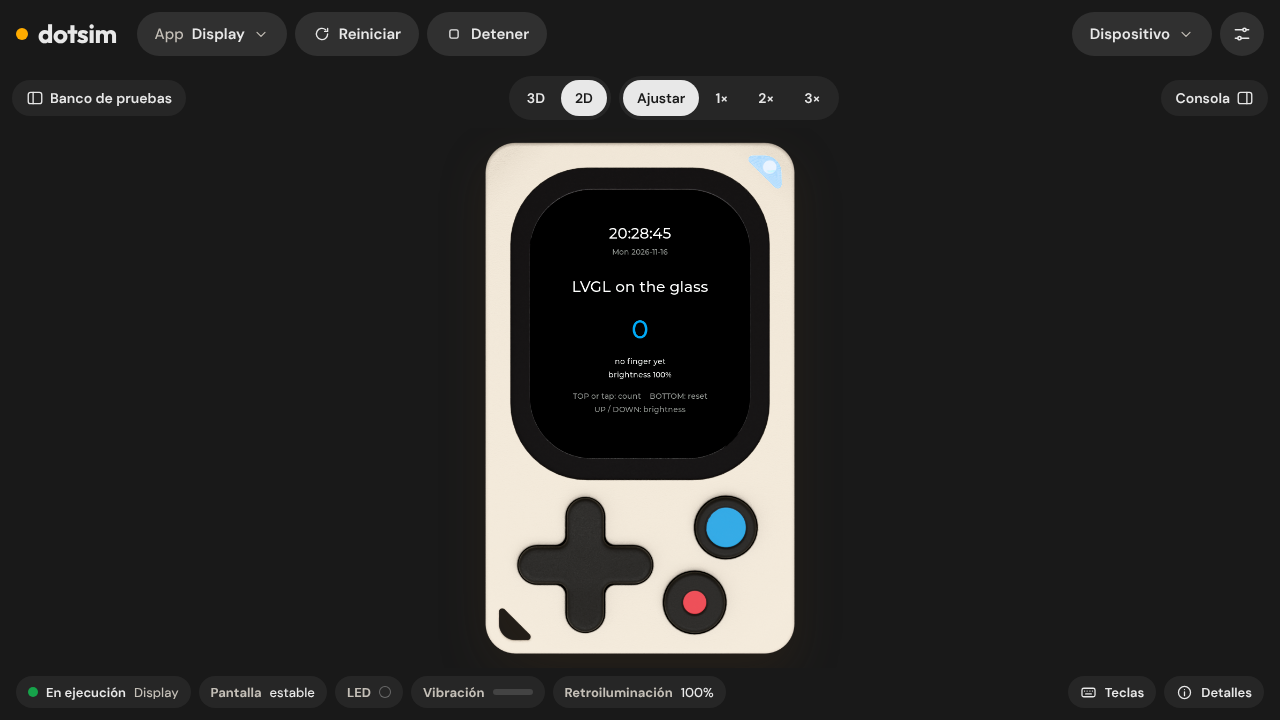 dotsim
App Display
Reiniciar
Detener
Dispositivo
Banco de pruebas
3D 2D
Ajustar 1× 2× 3×
Consola
20:28:45
Mon 2026-11-16
LVGL on the glass
0
no finger yet
brightness 100%
TOP or tap: count BOTTOM: reset
UP / DOWN: brightness
En ejecución Display
Pantalla estable
LED
Vibración
Retroiluminación 100%
Teclas
Detalles